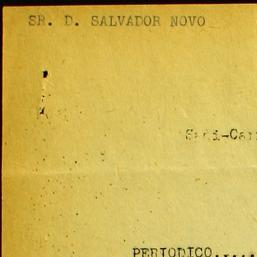 SR. D. SALVADOR NOVO
PERIODICO.....